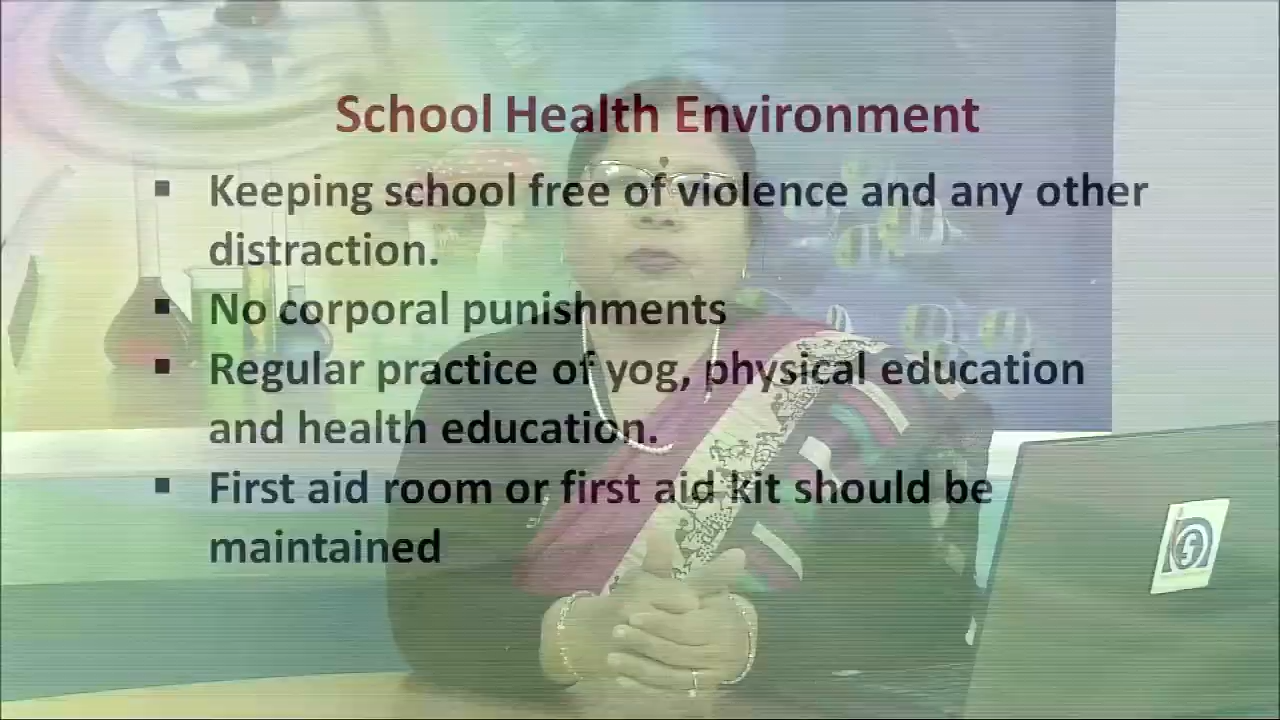 School Health Environment
▪ Keeping school free of violence and any other
distraction.
▪ No corporal punishments
▪ Regular practice of yog, physical education
and health education.
▪ First aid room or first aid kit should be
maintained